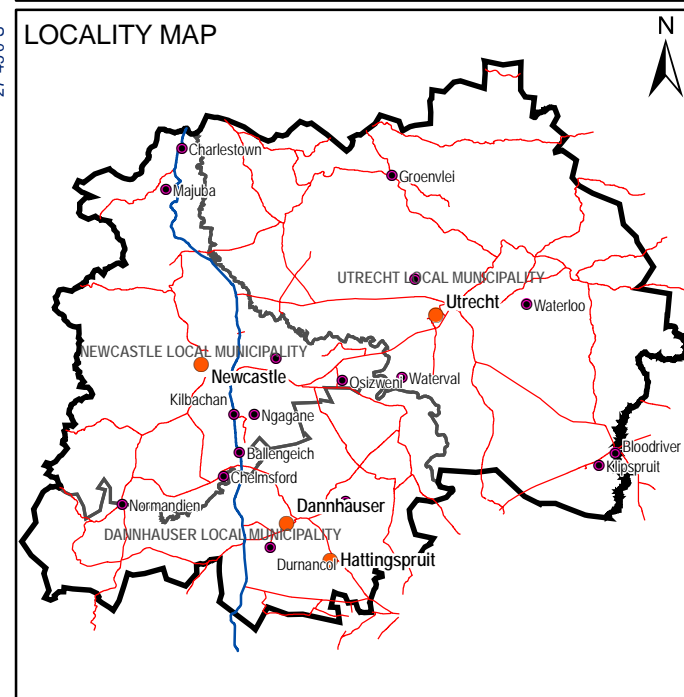 LOCALITY MAP
N
Charlestown
Majuba
Groenvlei
UTRECHT LOCAL MUNICIPALITY
Utrecht
Waterloo
NEWCASTLE LOCAL MUNICIPALITY
Newcastle
Osizweni
Waterval
Kilbachan
Ngagane
Ballengeich
Bloodriver
Klipspruit
Chelmsford
Normandien
Dannhauser
DANNHAUSER LOCAL MUNICIPALITY
Durnancol
Hattingspruit